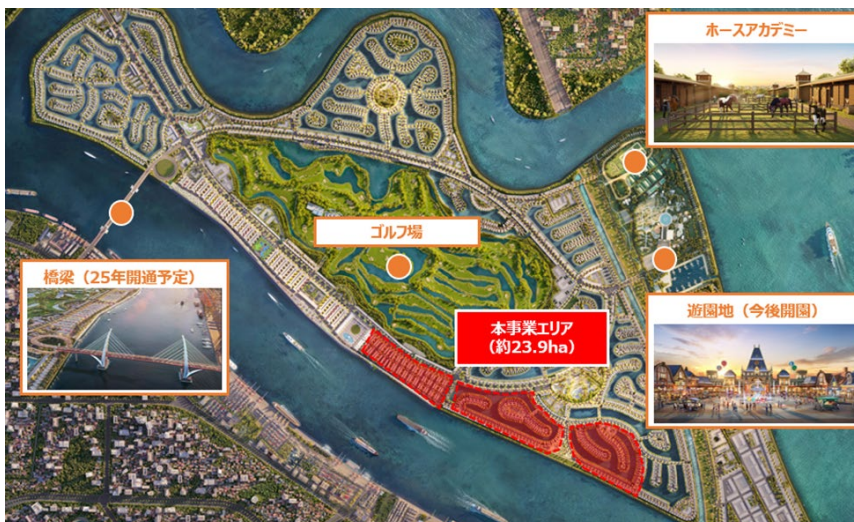 ホースアカデミー
ゴルフ場
橋梁（25年開通予定）
本事業エリア
（約23.9ha）
遊園地（今後開園）